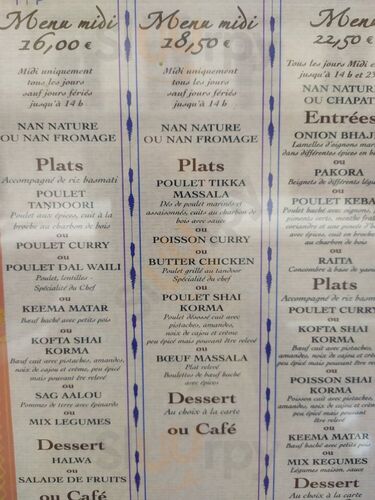 Menu midi
16,00 €
Midi uniquement
tous les jours
sauf jours fériés
jusqu'à 14 h
NAN NATURE
OU NAN FROMAGE
Plats
Accompagné de riz basmati
POULET
TANDOORI
Poulet aux épices, cuit à la
broche au charbon de bois
ou
POULET CURRY
ou
POULET DAL WAILI
Poulet, lentilles -
Spécialité du Chef
ou
KEEMA MATAR
Bœuf haché avec petits pois
ou
KOFTA SHAI
KORMA
Bœuf cuit avec pistaches, amandes,
noix de cajou et crème, peu épicé
mais pouvant être relevé
ou
SAG AALOU
Pommes de terre avec épinards
ou
MIX LEGUMES
Dessert
HALWA
ou
SALADE DE FRUITS
ou Café
Menu midi
18,50 €
Midi uniquement
tous les jours
sauf jours fériés
jusqu'à 14 h
NAN NATURE
OU NAN FROMAGE
Plats
POULET TIKKA
MASSALA
Dés de poulet marinés et
assaisonnés, cuits au charbon de
bois avec sauce
ou
POISSON CURRY
ou
BUTTER CHICKEN
Poulet grillé au tandoor
Spécialité du Chef
ou
POULET SHAI
KORMA
Poulet désossé cuit avec
pistaches, amandes,
noix de cajou et crème
peu épicé mais pouvant être relevé
ou
BŒUF MASSALA
Plat relevé
Boulettes de bœuf haché
avec épices
Dessert
Au choix à la carte
ou Café
Menu
22,50 €
Tous les jours Midi e
jusqu'à 14 h et 23
NAN NATUR
OU CHAPAT
Entrées
ONION BHAJI
Lamelles d'oignons mar
dans différentes épices en b
ou
PAKORA
Beignets de différents lég
ou
POULET KEBA
Poulet haché avec oignons,
piments verts, menthe fraî
coriandre et une pincée d'
avec épices, cuit au charb
en broche
ou
RAITA
Concombre à base de yao
Plats
Accompagné de riz basma
POULET CURRY
ou
KOFTA SHAI
KORMA
Bœuf cuit avec pistaches,
amandes, noix de cajou et crèm
peu épicé mais pouvant être re
ou
POISSON SHAI
KORMA
Poisson cuit avec pistaches,
amandes, noix de cajou et crème
peu épicé mais pouvant être rel
ou
KEEMA MATAR
Bœuf haché avec petits pois
ou
MIX KEGUMES
Légumes maison, sauce
Dessert
Au choix à la carte